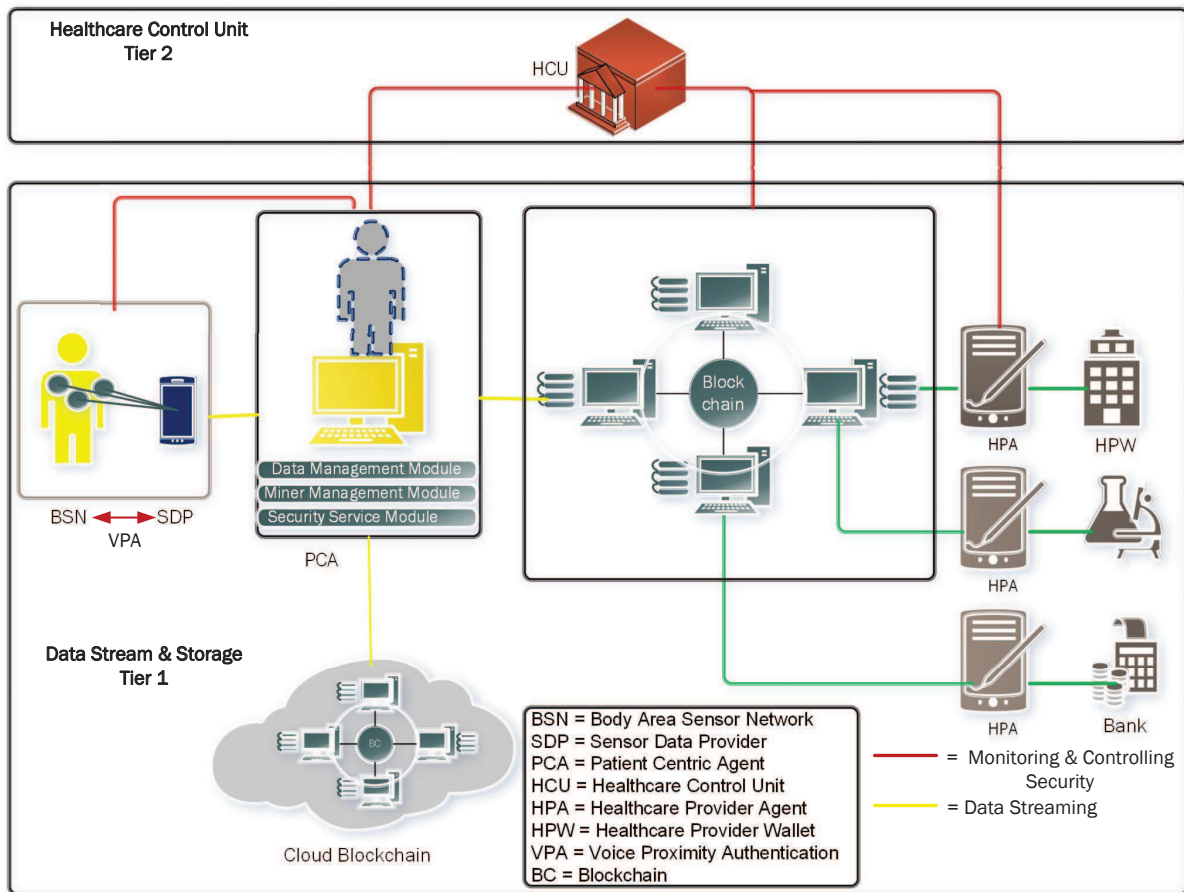 Healthcare Control Unit
Tier 2
HCU
Block
chain
Data Management Module
Miner Management Module
Security Service Module
BSN
SDP
VPA
PCA
HPA
HPW
HPA
HPA
Bank
Data Stream & Storage
Tier 1
BC
Cloud Blockchain
BSN = Body Area Sensor Network
SDP = Sensor Data Provider
PCA = Patient Centric Agent
HCU = Healthcare Control Unit
HPA = Healthcare Provider Agent
HPW = Healthcare Provider Wallet
VPA = Voice Proximity Authentication
BC = Blockchain
= Monitoring & Controlling
Security
= Data Streaming